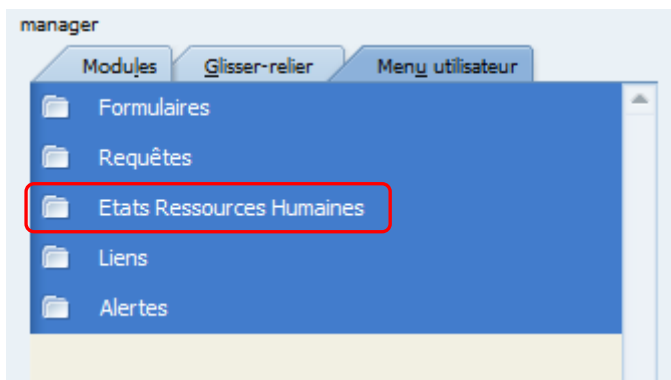 manager
Modules Glisser-relier Menu utilisateur
Formulaires
Requêtes
Etats Ressources Humaines
Liens
Alertes